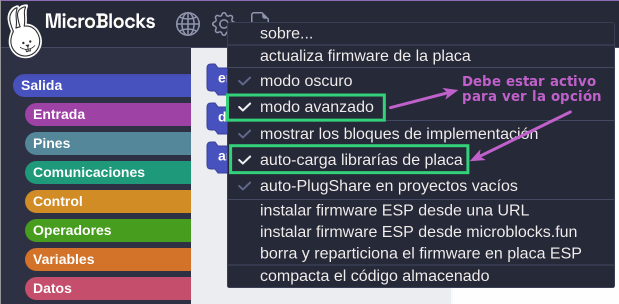 MicroBlocks
sobre...
actualiza firmware de la placa
modo oscuro
modo avanzado
mostrar los bloques de implementación
auto-carga librarías de placa
auto-PlugShare en proyectos vacíos
instalar firmware ESP desde una URL
instalar firmware ESP desde microblocks.fun
borra y reparticiona el firmware en placa ESP
compacta el código almacenado
Debe estar activo
para ver la opción
Salida
Entrada
Pines
Comunicaciones
Control
Operadores
Variables
Datos